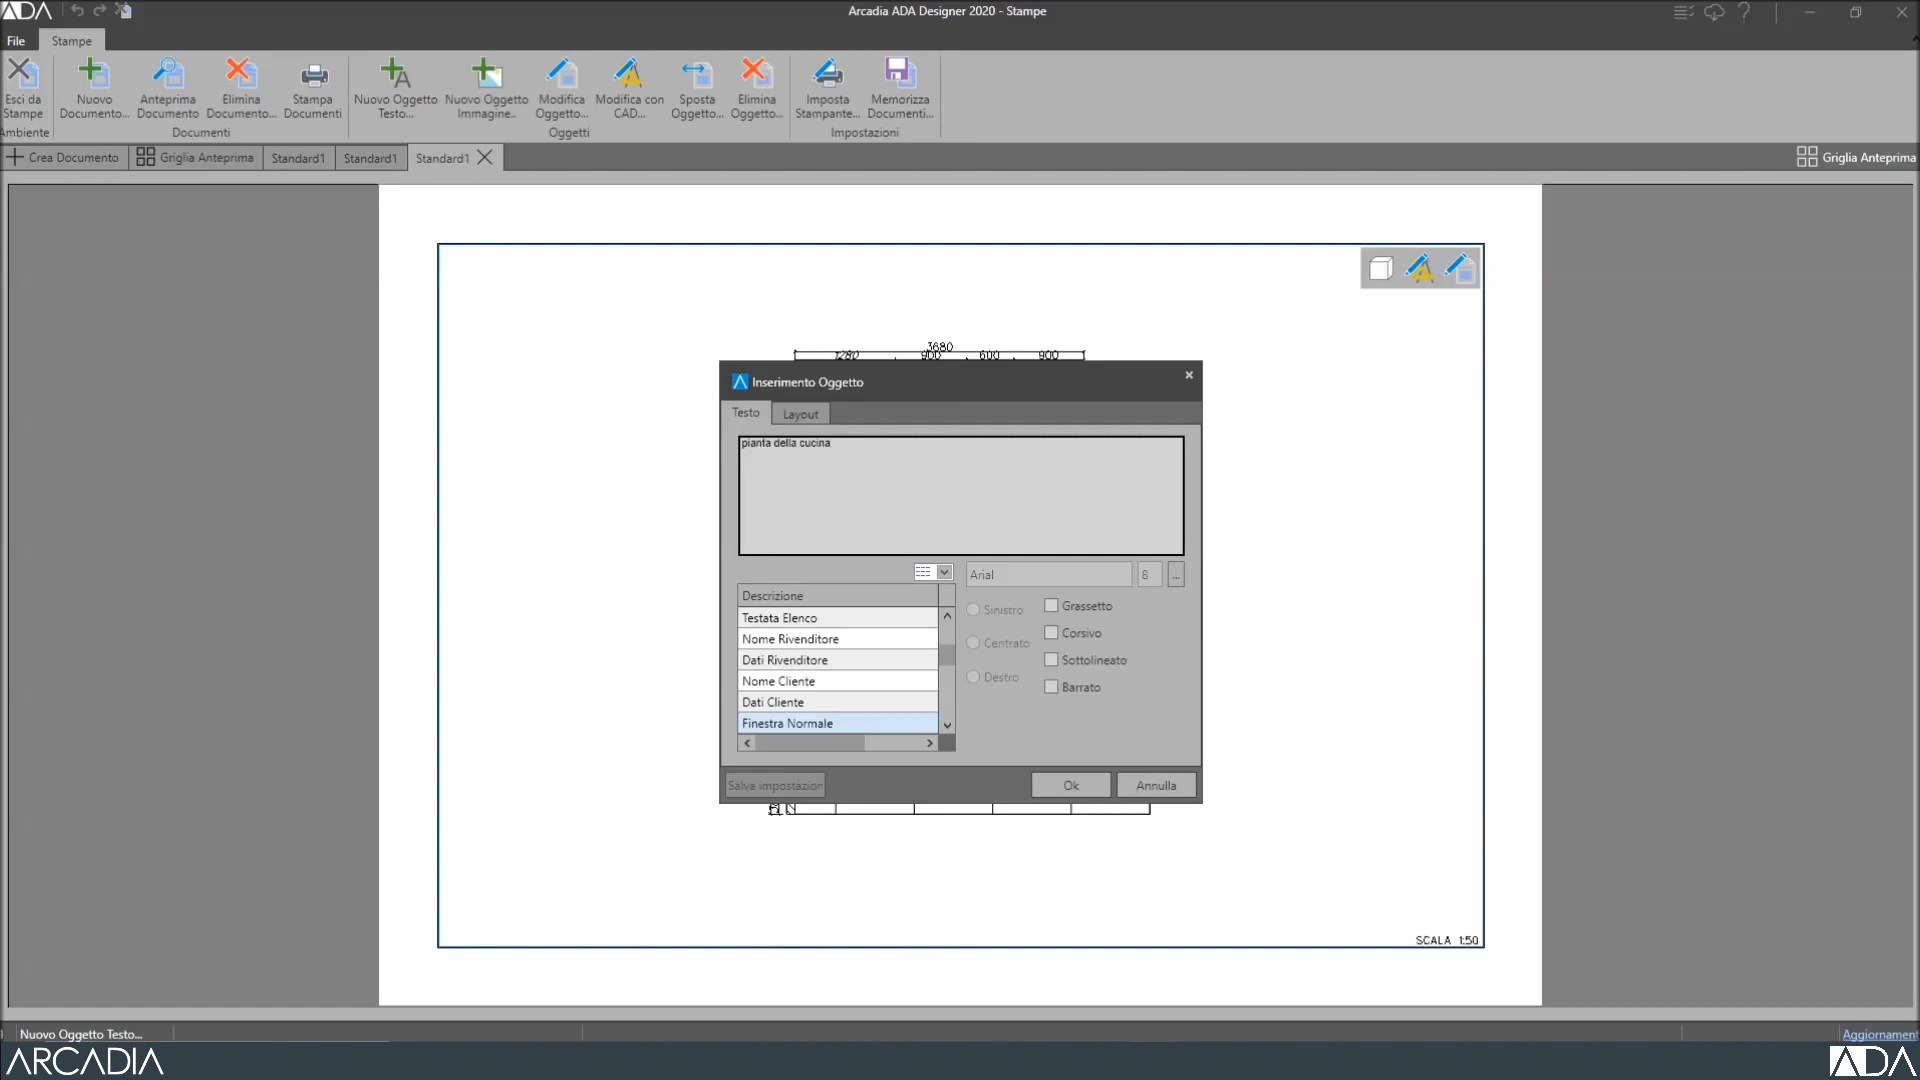 ADA
Arcadia ADA Designer 2020 - Stampe
File
Stampe
Esci da Stampe
Nuovo Documento...
Anteprima Documento
Elimina Documento...
Stampa Documenti
Nuovo Oggetto Testo...
Nuovo Oggetto Immagine..
Modifica Oggetto...
Modifica con CAD...
Sposta Oggetto...
Elimina Oggetto...
Imposta Stampante...
Memorizza Documenti...
Ambiente
Documenti
Oggetti
Impostazioni
Crea Documento
Griglia Anteprima
Standard1
Standard1
Standard1
Griglia Anteprima
3680
1280
900
600
900
Inserimento Oggetto
Testo
Layout
pianta della cucina
Arial
8
...
Descrizione
Testata Elenco
Nome Rivenditore
Dati Rivenditore
Nome Cliente
Dati Cliente
Finestra Normale
Sinistro
Centrato
Destro
Grassetto
Corsivo
Sottolineato
Barrato
Salva impostazion
Ok
Annulla
SCALA 1:50
Nuovo Oggetto Testo...
Aggiornament
ARCADIA
ADA